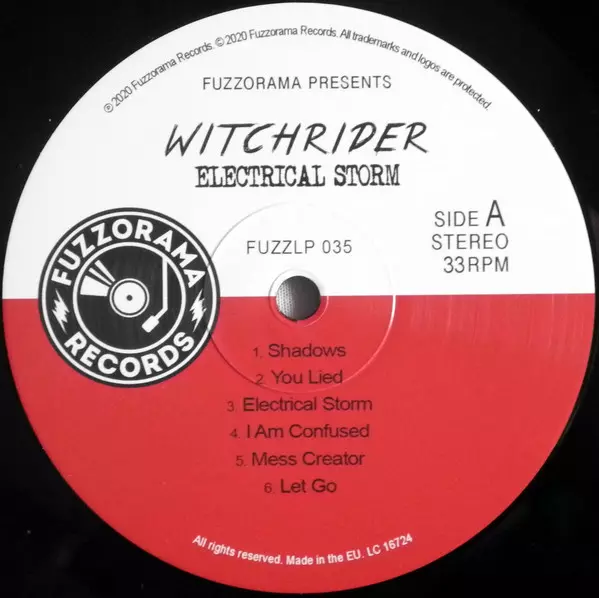 ℗ 2020 Fuzzorama Records. © 2020 Fuzzorama Records. All trademarks and logos are protected.
FUZZORAMA PRESENTS
WITCHRIDER
ELECTRICAL STORM
SIDE A
STEREO
33RPM
FUZZLP 035
FUZZORAMA
RECORDS
1. Shadows
2. You Lied
3. Electrical Storm
4. I Am Confused
5. Mess Creator
6. Let Go
All rights reserved. Made in the EU. LC 16724